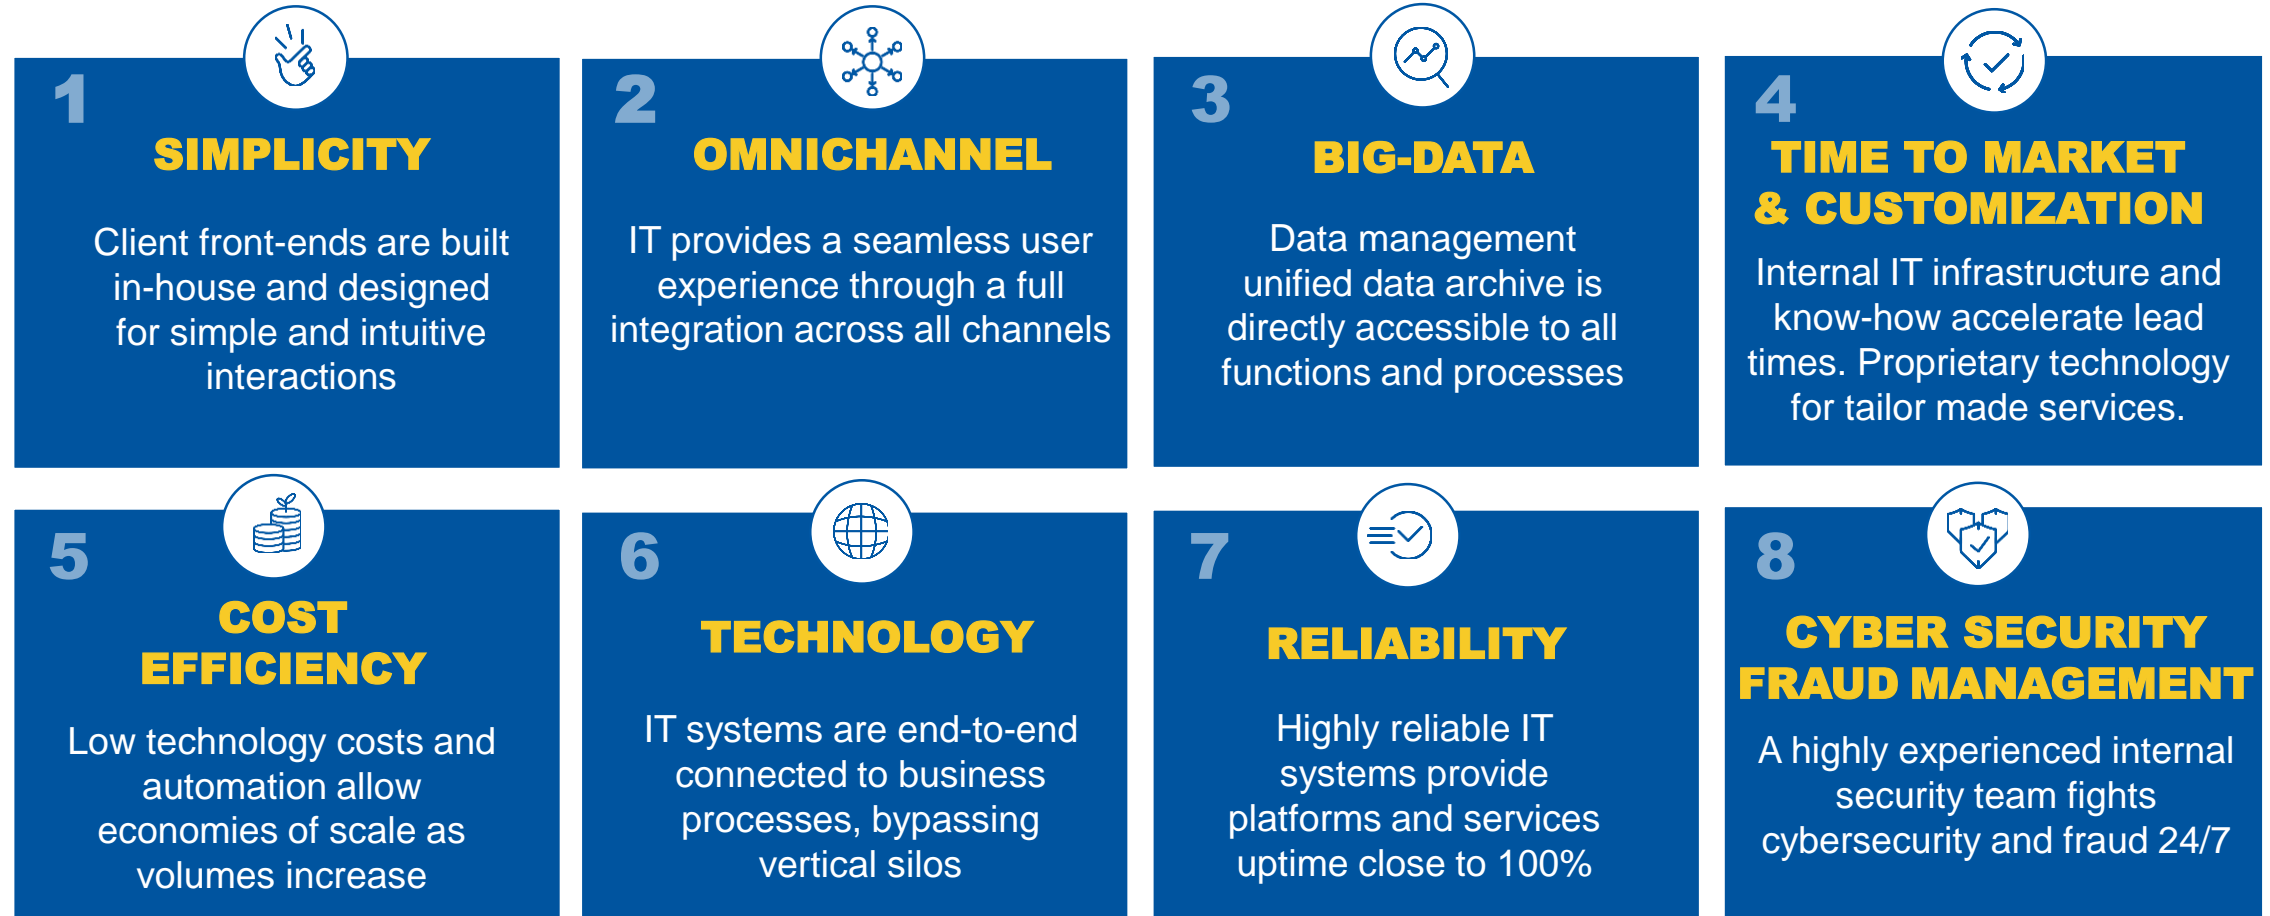 1
SIMPLICITY
Client front-ends are built
in-house and designed
for simple and intuitive
interactions
2
OMNICHANNEL
IT provides a seamless user
experience through a full
integration across all channels
3
BIG-DATA
Data management
unified data archive is
directly accessible to all
functions and processes
4
TIME TO MARKET
& CUSTOMIZATION
Internal IT infrastructure and
know-how accelerate lead
times. Proprietary technology
for tailor made services.
5
COST
EFFICIENCY
Low technology costs and
automation allow
economies of scale as
volumes increase
6
TECHNOLOGY
IT systems are end-to-end
connected to business
processes, bypassing
vertical silos
7
RELIABILITY
Highly reliable IT
systems provide
platforms and services
uptime close to 100%
8
CYBER SECURITY
FRAUD MANAGEMENT
A highly experienced internal
security team fights
cybersecurity and fraud 24/7